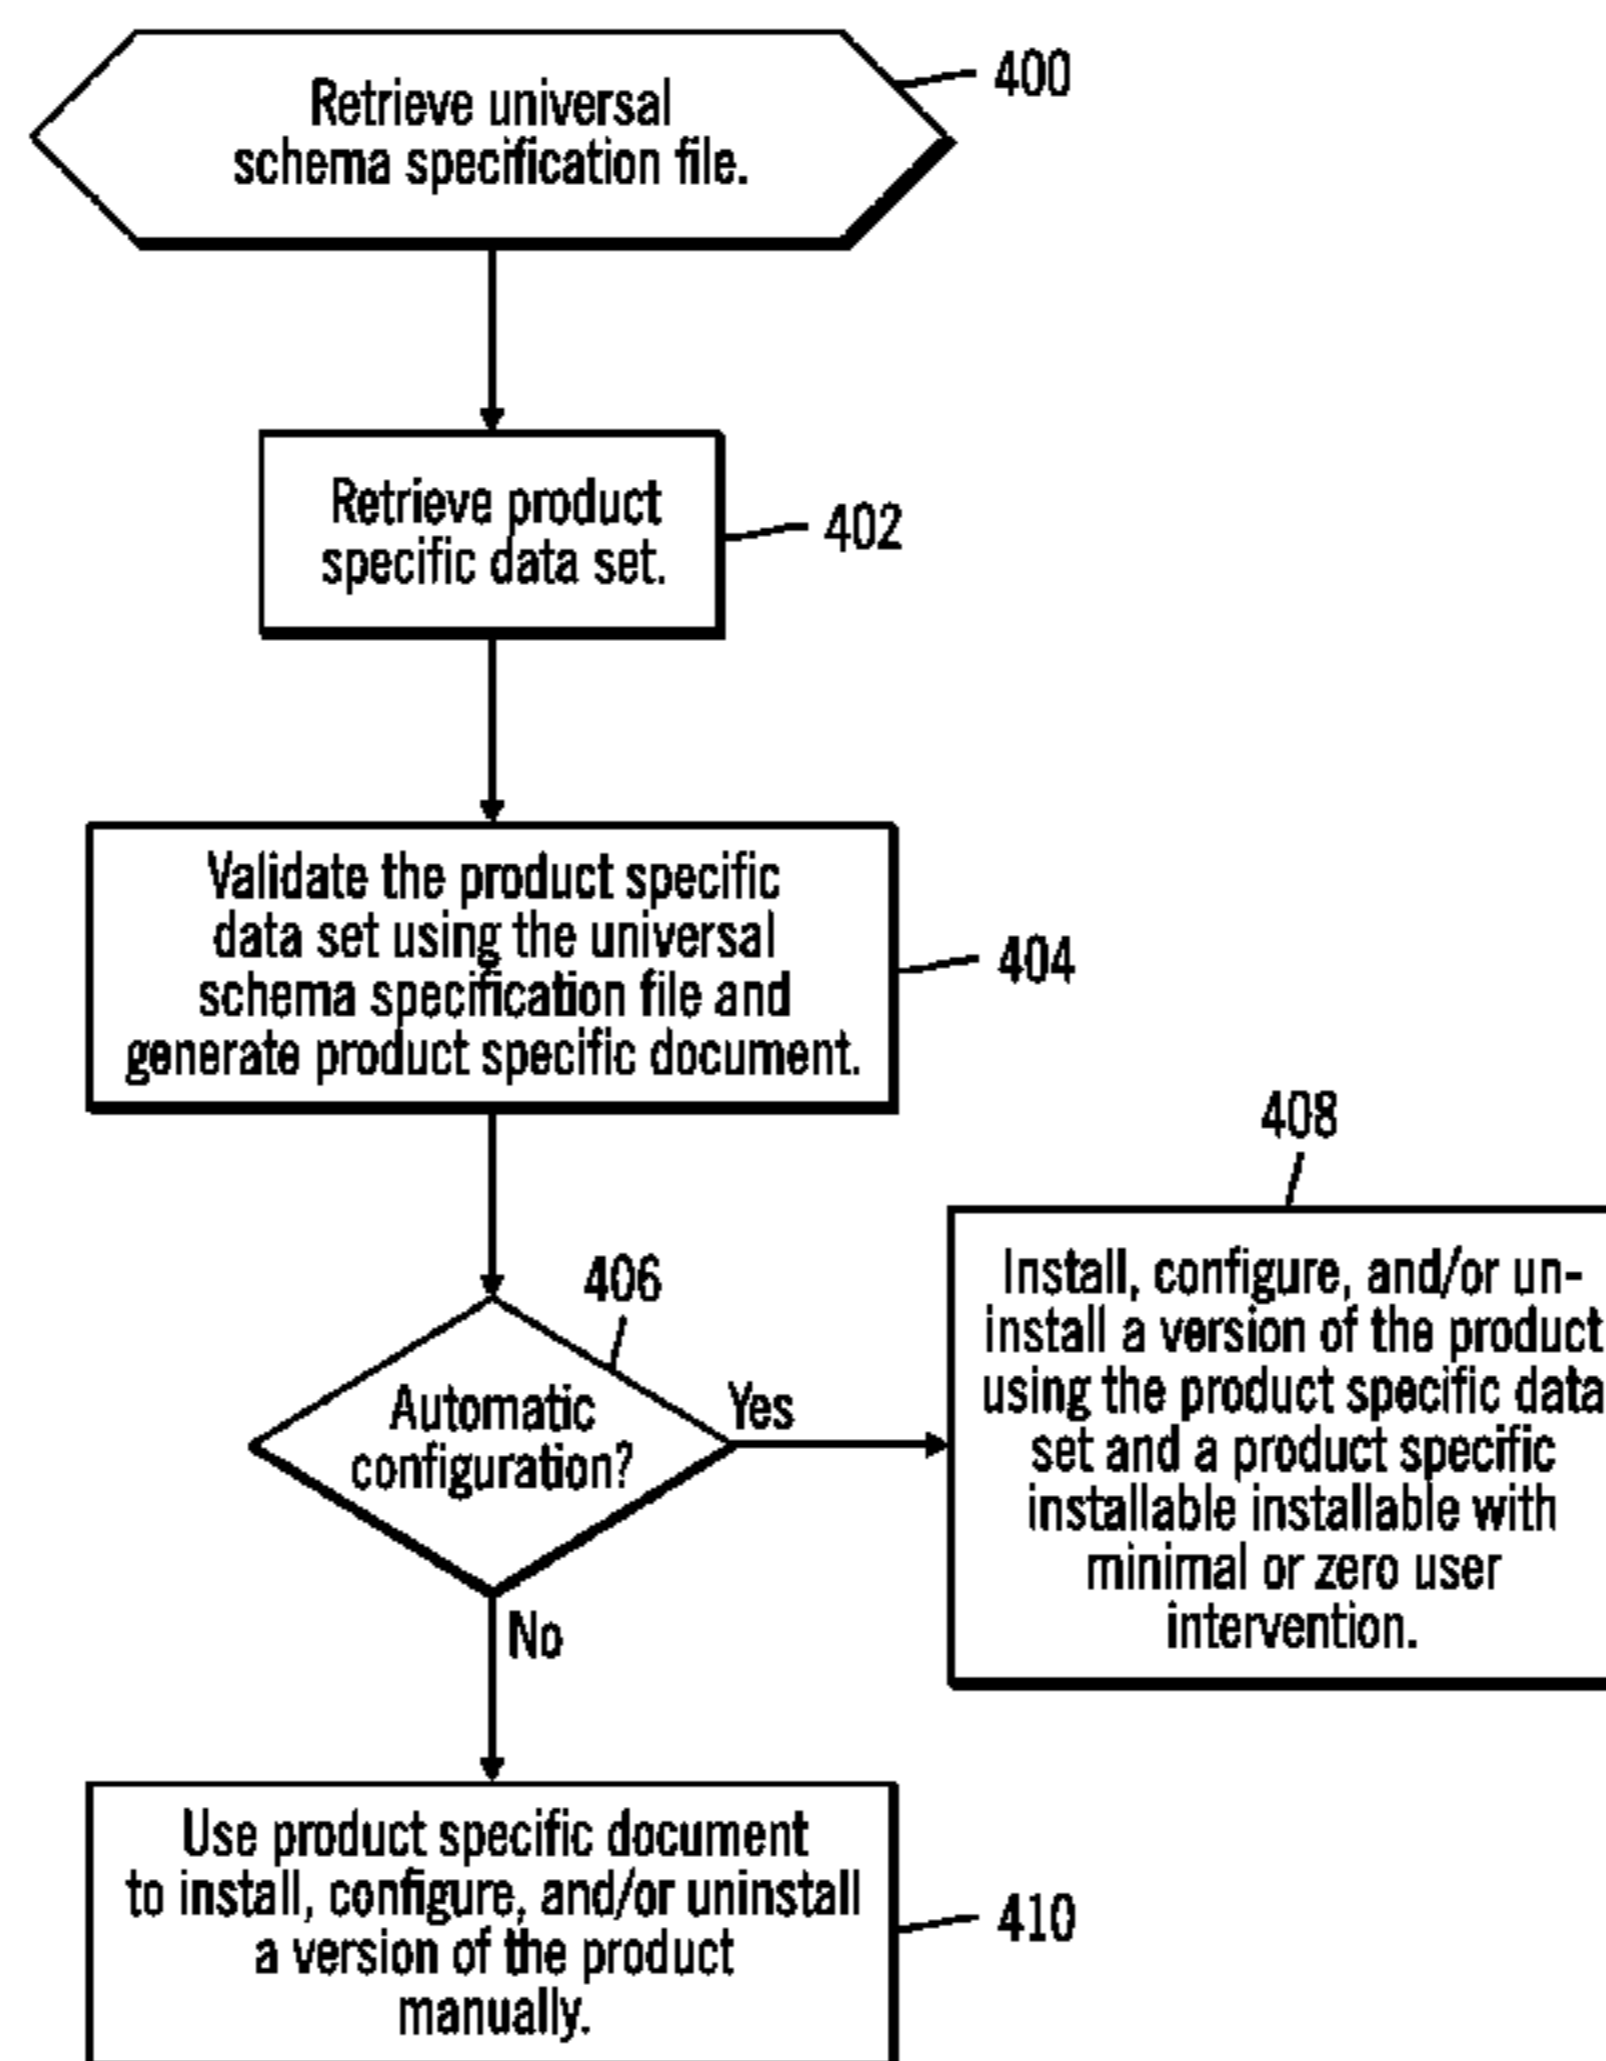 Retrieve universal
schema specification file.
400
Retrieve product
specific data set.
402
Validate the product specific
data set using the universal
schema specification file and
generate product specific document.
404
406
Automatic
configuration?
Yes
No
408
Install, configure, and/or un-
install a version of the product
using the product specific data
set and a product specific
installable installable with
minimal or zero user
intervention.
Use product specific document
to install, configure, and/or uninstall
a version of the product
manually.
410